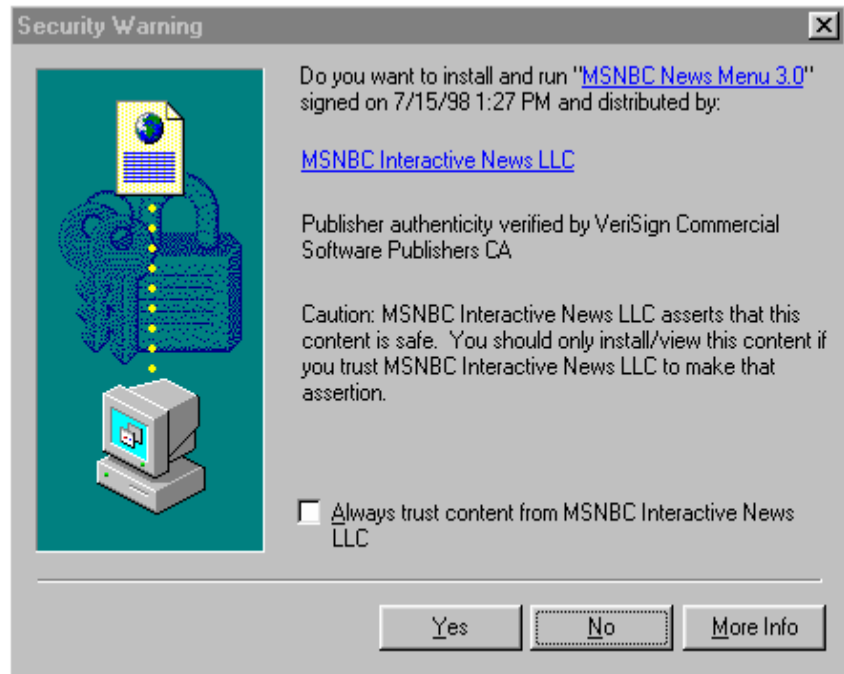 Security Warning
Do you want to install and run "MSNBC News Menu 3.0"
signed on 7/15/98 1:27 PM and distributed by:
MSNBC Interactive News LLC
Publisher authenticity verified by VeriSign Commercial
Software Publishers CA
Caution: MSNBC Interactive News LLC asserts that this
content is safe.  You should only install/view this content if
you trust MSNBC Interactive News LLC to make that
assertion.
Always trust content from MSNBC Interactive News
LLC
Yes
No
More Info